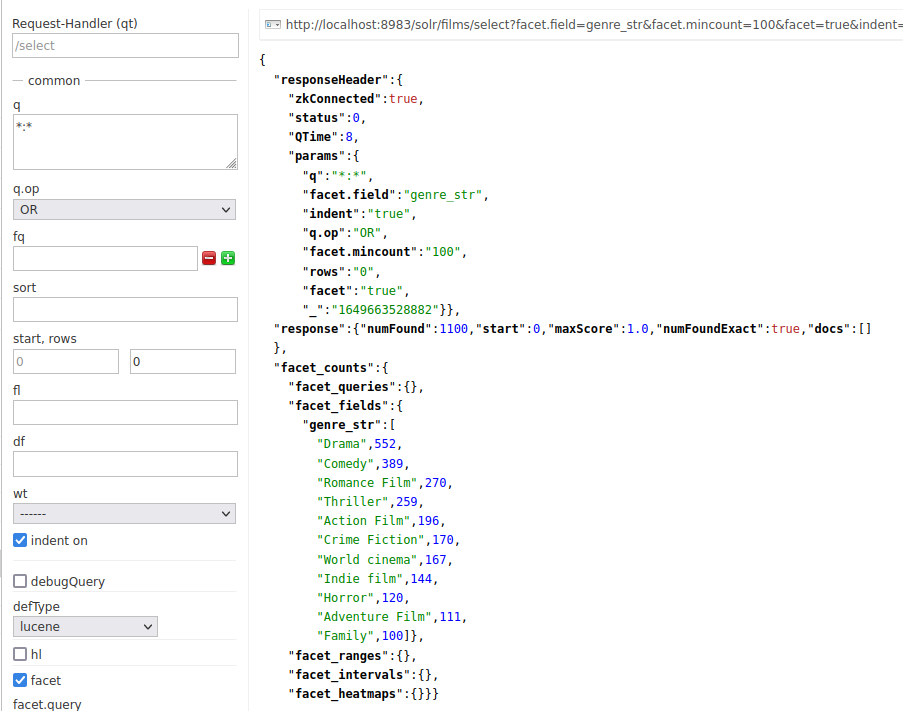 Request-Handler (qt)
/select
common
q
*:*
q.op
OR
fq
sort
start, rows
0
0
fl
df
wt
------
indent on
debugQuery
defType
lucene
hl
facet
facet.query
http://localhost:8983/solr/films/select?facet.field=genre_str&facet.mincount=100&facet=true&indent=
{
"responseHeader":{
"zkConnected":true,
"status":0,
"QTime":8,
"params":{
"q":"*:*",
"facet.field":"genre_str",
"indent":"true",
"q.op":"OR",
"facet.mincount":"100",
"rows":"0",
"facet":"true",
"_":"1649663528882"}},
"response":{"numFound":1100,"start":0,"maxScore":1.0,"numFoundExact":true,"docs":[]
},
"facet_counts":{
"facet_queries":{},
"facet_fields":{
"genre_str":[
"Drama",552,
"Comedy",389,
"Romance Film",270,
"Thriller",259,
"Action Film",196,
"Crime Fiction",170,
"World cinema",167,
"Indie film",144,
"Horror",120,
"Adventure Film",111,
"Family",100]},
"facet_ranges":{},
"facet_intervals":{},
"facet_heatmaps":{}}}